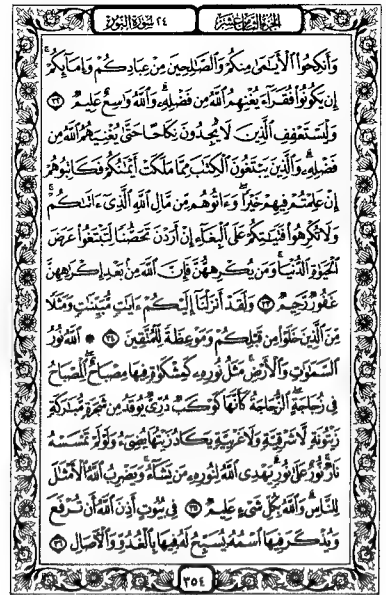 الجزء الثامن عشر
٢٤ سورة النور
وَأَنكِحُوا۟ ٱلْأَيَـٰمَىٰ مِنكُمْ وَٱلصَّـٰلِحِينَ مِنْ عِبَادِكُمْ وَإِمَآئِكُمْ ۚ
إِن يَكُونُوا۟ فُقَرَآءَ يُغْنِهِمُ ٱللَّهُ مِن فَضْلِهِۦ ۗ وَٱللَّهُ وَٰسِعٌ عَلِيمٌ ٣٢
وَلْيَسْتَعْفِفِ ٱلَّذِينَ لَا يَجِدُونَ نِكَاحًا حَتَّىٰ يُغْنِيَهُمُ ٱللَّهُ مِن
فَضْلِهِۦ ۗ وَٱلَّذِينَ يَبْتَغُونَ ٱلْكِتَـٰبَ مِمَّا مَلَكَتْ أَيْمَـٰنُكُمْ فَكَاتِبُوهُمْ
إِنْ عَلِمْتُمْ فِيهِمْ خَيْرًا ۖ وَءَاتُوهُم مِّن مَّالِ ٱللَّهِ ٱلَّذِىٓ ءَاتَىٰكُمْ ۚ
وَلَا تُكْرِهُوا۟ فَتَيَـٰتِكُمْ عَلَى ٱلْبِغَآءِ إِنْ أَرَدْنَ تَحَصُّنًا لِّتَبْتَغُوا۟ عَرَضَ
ٱلْحَيَوٰةِ ٱلدُّنْيَا ۚ وَمَن يُكْرِههُّنَّ فَإِنَّ ٱللَّهَ مِنۢ بَعْدِ إِكْرَٰهِهِنَّ
غَفُورٌ رَّحِيمٌ ٣٣ وَلَقَدْ أَنزَلْنَآ إِلَيْكُمْ ءَايَـٰتٍ مُّبَيِّنَـٰتٍ وَمَثَلًا
مِّنَ ٱلَّذِينَ خَلَوْا۟ مِن قَبْلِكُمْ وَمَوْعِظَةً لِّلْمُتَّقِينَ ٣٤ ۞ ٱللَّهُ نُورُ
ٱلسَّمَـٰوَٰتِ وَٱلْأَرْضِ ۚ مَثَلُ نُورِهِۦ كَمِشْكَوٰةٍ فِيهَا مِصْبَاحٌ ۖ ٱلْمِصْبَاحُ
فِى زُجَاجَةٍ ۖ ٱلزُّجَاجَةُ كَأَنَّهَا كَوْكَبٌ دُرِّىٌّ يُوقَدُ مِن شَجَرَةٍ مُّبَـٰرَكَةٍ
زَيْتُونَةٍ لَّا شَرْقِيَّةٍ وَلَا غَرْبِيَّةٍ يَكَادُ زَيْتُهَا يُضِىٓءُ وَلَوْ لَمْ تَمْسَسْهُ
نَارٌ ۚ نُّورٌ عَلَىٰ نُورٍ ۗ يَهْدِى ٱللَّهُ لِنُورِهِۦ مَن يَشَآءُ ۚ وَيَضْرِبُ ٱللَّهُ ٱلْأَمْثَـٰلَ
لِلنَّاسِ ۗ وَٱللَّهُ بِكُلِّ شَىْءٍ عَلِيمٌ ٣٥ فِى بُيُوتٍ أَذِنَ ٱللَّهُ أَن تُرْفَعَ
وَيُذْكَرَ فِيهَا ٱسْمُهُۥ يُسَبِّحُ لَهُۥ فِيهَا بِٱلْغُدُوِّ وَٱلْـَٔاصَالِ ٣٦
٣٥٤